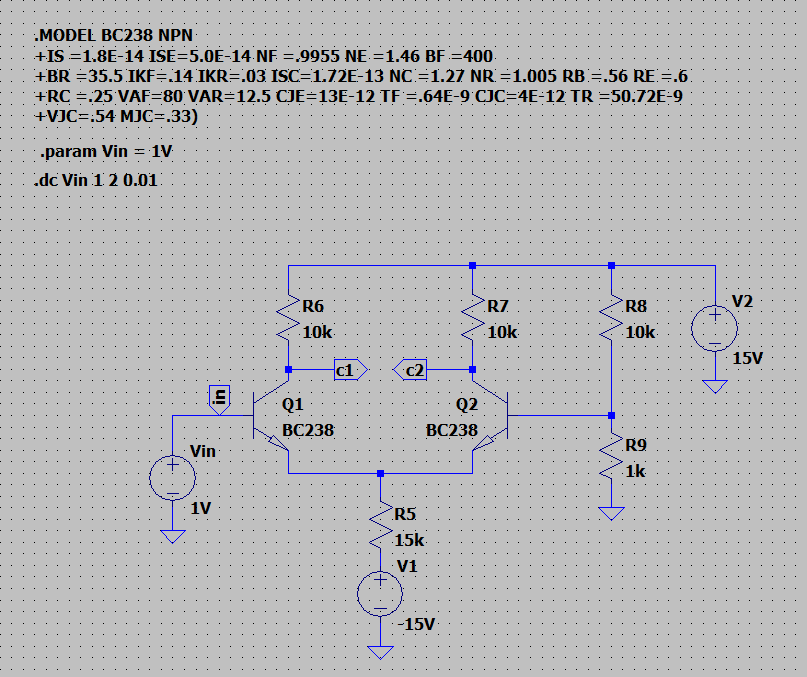 .MODEL BC238 NPN
+IS =1.8E-14 ISE=5.0E-14 NF =.9955 NE =1.46 BF =400
+BR =35.5 IKF=.14 IKR=.03 ISC=1.72E-13 NC =1.27 NR =1.005 RB =.56 RE =.6
+RC =.25 VAF=80 VAR=12.5 CJE=13E-12 TF =.64E-9 CJC=4E-12 TR =50.72E-9
+VJC=.54 MJC=.33)
.param Vin = 1V
.dc Vin 1 2 0.01
R6
10k
R7
10k
R8
10k
V2
15V
c1
c2
in
Q1
BC238
Q2
BC238
Vin
1V
R9
1k
R5
15k
V1
-15V